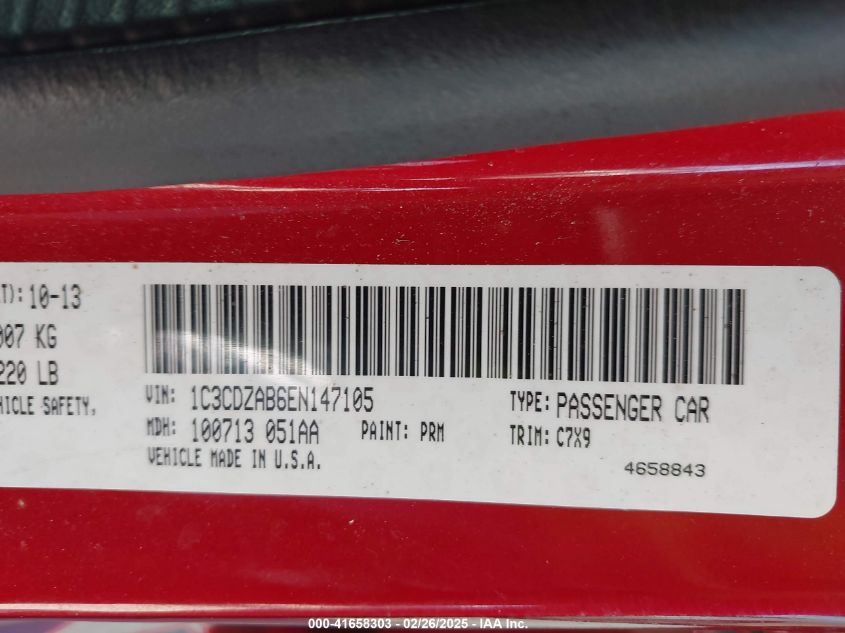 T): 10-13
007 KG
220 LB
HICLE SAFETY,
VIN: 1C3CDZAB6EN147105
TYPE: PASSENGER CAR
MDH: 100713 051AA PAINT: PRM
TRIM: C7X9
VEHICLE MADE IN U.S.A.
4658843
000-41658303 - 02/26/2025 - IAA Inc.